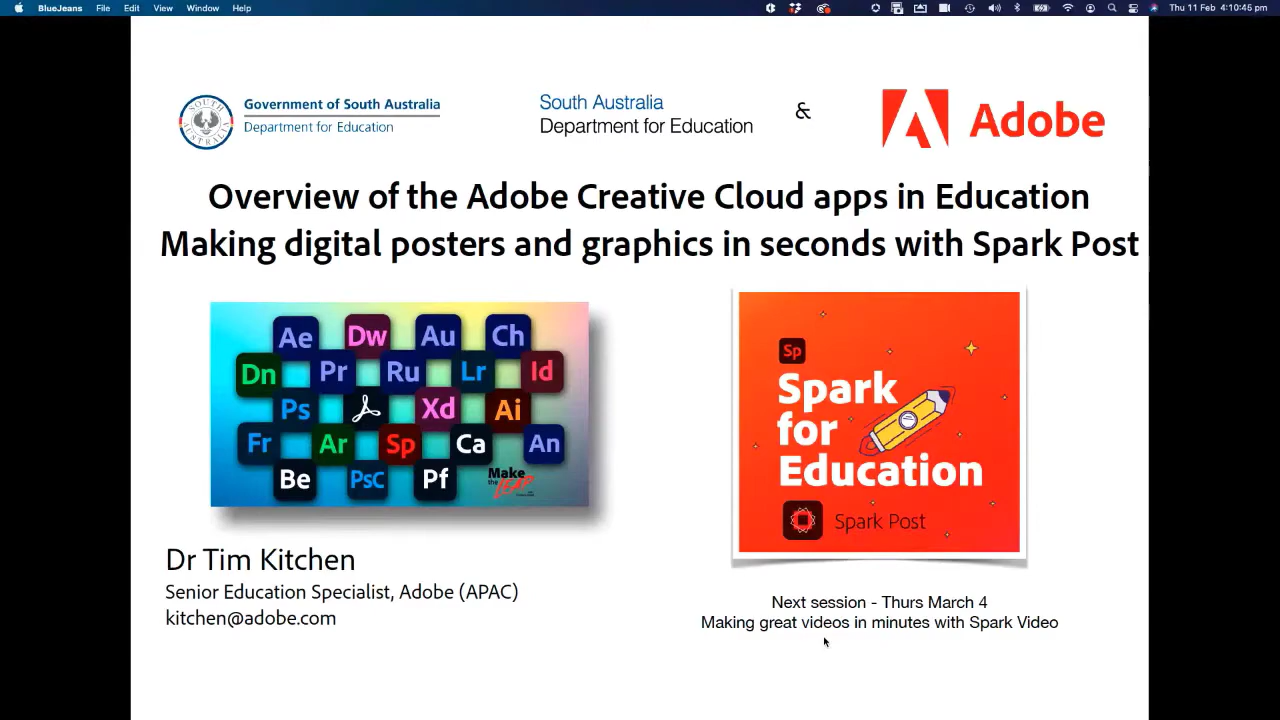 BlueJeans File Edit View Window Help
Thu 11 Feb 4:10:45 pm
SOUTH AUSTRALIA
Government of South Australia
Department for Education
South Australia
Department for Education
&
Adobe
Overview of the Adobe Creative Cloud apps in Education
Making digital posters and graphics in seconds with Spark Post
Ae Dw Au Ch
Dn Pr Ru Lr Id
Ps Xd Ai
Fr Ar Sp Ca An
Be PsC Pf
Make
the LEAP
Sp
Spark
for
Education
Spark Post
Dr Tim Kitchen
Senior Education Specialist, Adobe (APAC)
kitchen@adobe.com
Next session - Thurs March 4
Making great videos in minutes with Spark Video